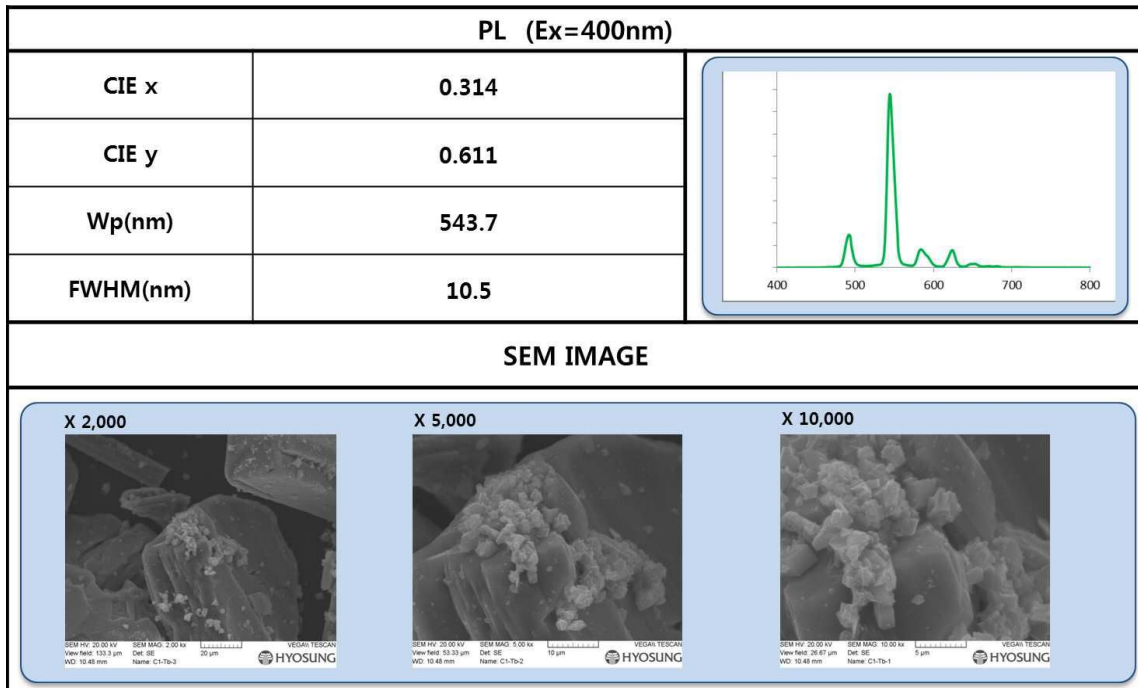 PL (Ex=400nm)
CIE x 0.314
CIE y 0.611
Wp(nm) 543.7
FWHM(nm) 10.5
400 500 600 700 800
SEM IMAGE
X 2,000
X 5,000
X 10,000
SEM HV: 20.00 kV SEM MAG: 2.00 kx VEGA\\ TESCAN
View field: 133.3 µm Det: SE 20 µm
WD: 10.48 mm Name: C1-Tb-3 HYOSUNG
SEM HV: 20.00 kV SEM MAG: 5.00 kx VEGA\\ TESCAN
View field: 53.33 µm Det: SE 10 µm
WD: 10.48 mm Name: C1-Tb-2 HYOSUNG
SEM HV: 20.00 kV SEM MAG: 10.00 kx VEGA\\ TESCAN
View field: 26.67 µm Det: SE 5 µm
WD: 10.48 mm Name: C1-Tb-1 HYOSUNG